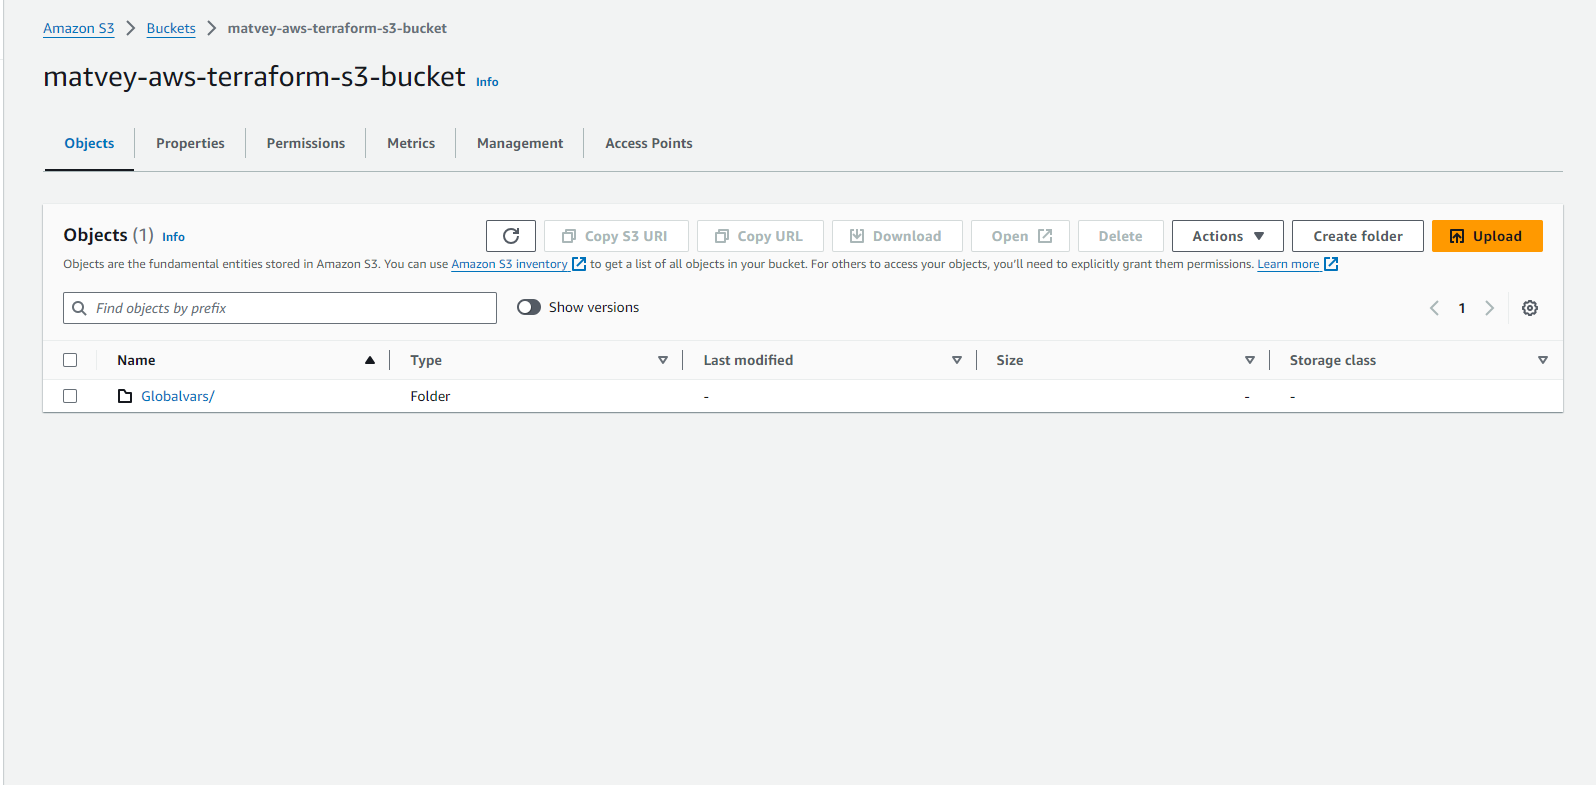 Amazon S3 > Buckets > matvey-aws-terraform-s3-bucket
matvey-aws-terraform-s3-bucket Info
Objects Properties Permissions Metrics Management Access Points
Objects (1) Info Copy S3 URI Copy URL Download Open Delete Actions Create folder Upload
Objects are the fundamental entities stored in Amazon S3. You can use Amazon S3 inventory to get a list of all objects in your bucket. For others to access your objects, you'll need to explicitly grant them permissions. Learn more
Find objects by prefix Show versions 1
Name Type Last modified Size Storage class
Globalvars/ Folder - - -